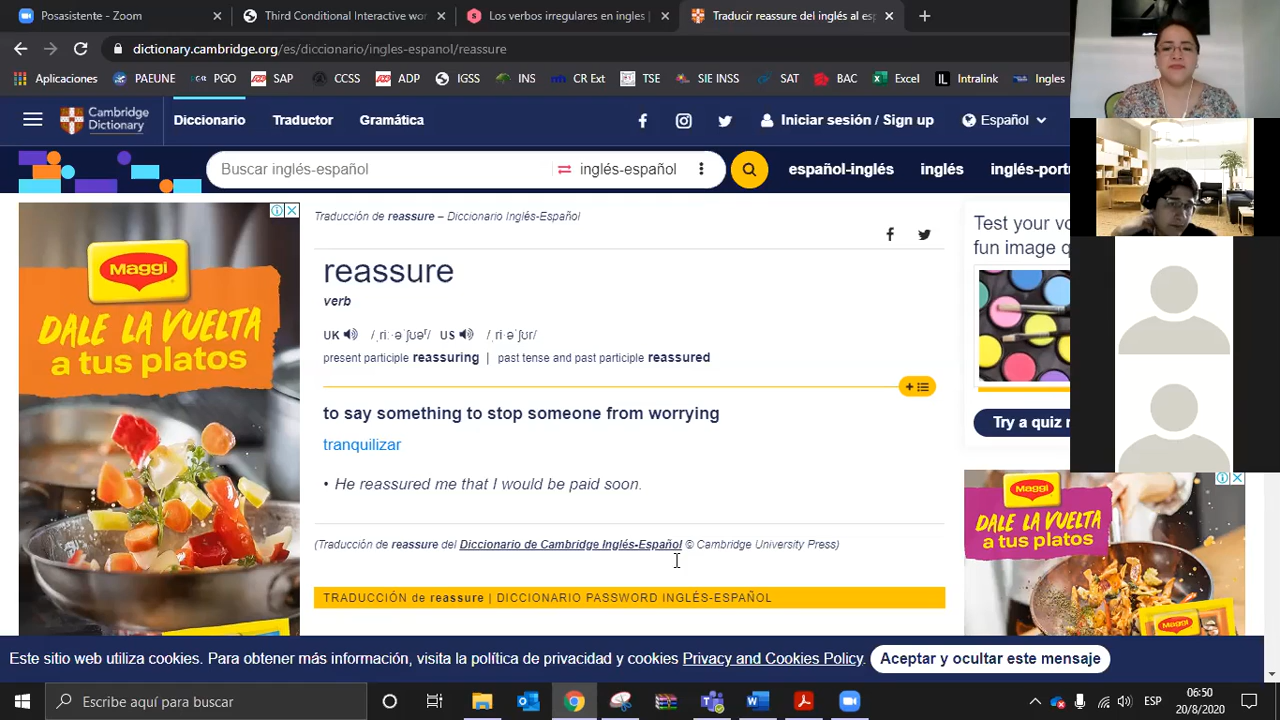 Posasistente - Zoom
Third Conditional Interview wor
Los verbos irregulares en ingles
Traducir reassure del inglés al es
dictionary.cambridge.org/es/diccionario/ingles-espanol/reassure
Aplicaciones PAEUNE PGO SAP CCSS ADP IGSS INS CR Ext TSE SEI INSS SAT BAC Excel Intralink Ingles
Cambridge Dictionary Diccionario Traductor Gramática Iniciar sesión / Sign up Español
Buscar inglés-español inglés-español español-inglés inglés inglés-port
Traducción de reassure – Diccionario Inglés-Español
reassure
verb
UK /ˌriː·əˈʃʊəʳ/ US /ˌri·əˈʃʊr/
present participle reassuring | past tense and past participle reassured
to say something to stop someone from worrying
tranquilizar
• He reassured me that I would be paid soon.
(Traducción de reassure del Diccionario de Cambridge Inglés-Español © Cambridge University Press)
TRADUCCIÓN de reassure | DICCIONARIO PASSWORD INGLÉS-ESPAÑOL
Maggi
DALE LA VUELTA
a tus platos
Test your vo
fun image q
Try a quiz n
Maggi
DALE LA VUELTA
a tus platos
Este sitio web utiliza cookies. Para obtener más información, visita la política de privacidad y cookies Privacy and Cookies Policy. Aceptar y ocultar este mensaje
Escribe aquí para buscar
ESP
06:50
20/8/2020